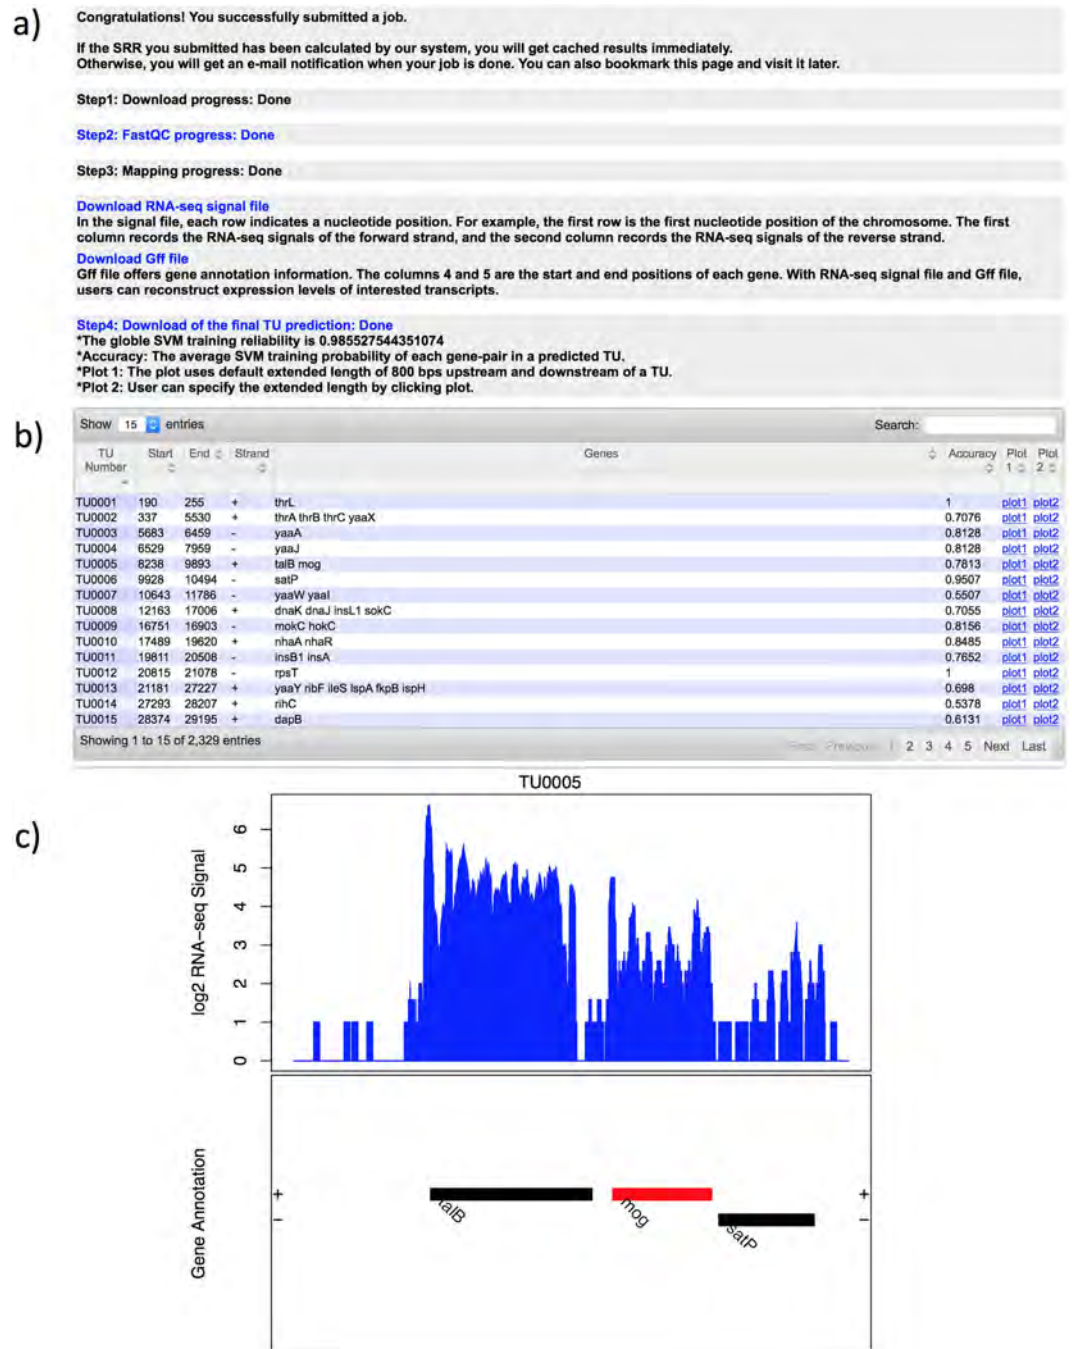 a)
Congratulations! You successfully submitted a job.
If the SRR you submitted has been calculated by our system, you will get cached results immediately.
Otherwise, you will get an e-mail notification when your job is done. You can also bookmark this page and visit it later.
Step1: Download progress: Done
Step2: FastQC progress: Done
Step3: Mapping progress: Done
Download RNA-seq signal file
In the signal file, each row indicates a nucleotide position. For example, the first row is the first nucleotide position of the chromosome. The first
column records the RNA-seq signals of the forward strand, and the second column records the RNA-seq signals of the reverse strand.
Download Gff file
Gff file offers gene annotation information. The columns 4 and 5 are the start and end positions of each gene. With RNA-seq signal file and Gff file,
users can reconstruct expression levels of interested transcripts.
Step4: Download of the final TU prediction: Done
*The globle SVM training reliability is 0.985527544351074
*Accuracy: The average SVM training probability of each gene-pair in a predicted TU.
*Plot 1: The plot uses default extended length of 800 bps upstream and downstream of a TU.
*Plot 2: User can specify the extended length by clicking plot.
b)
Show 15 entries Search:
TU Number Start End Strand Genes Accuracy Plot 1 Plot 2
TU0001 190 255 + thrL 1 plot1 plot2
TU0002 337 5530 + thrA thrB thrC yaaX 0.7076 plot1 plot2
TU0003 5683 6459 - yaaA 0.8128 plot1 plot2
TU0004 6529 7959 - yaaJ 0.8128 plot1 plot2
TU0005 8238 9893 + talB mog 0.7813 plot1 plot2
TU0006 9928 10494 - satP 0.9507 plot1 plot2
TU0007 10643 11786 - yaaW yaaI 0.5507 plot1 plot2
TU0008 12163 17006 + dnaK dnaJ insL1 sokC 0.7055 plot1 plot2
TU0009 16751 16903 - mokC hokC 0.8156 plot1 plot2
TU0010 17489 19620 + nhaA nhaR 0.8485 plot1 plot2
TU0011 19811 20508 - insB1 insA 0.7652 plot1 plot2
TU0012 20815 21078 - rpsT 1 plot1 plot2
TU0013 21181 27227 + yaaY ribF ileS lspA fkpB ispH 0.698 plot1 plot2
TU0014 27293 28207 + rihC 0.5378 plot1 plot2
TU0015 28374 29195 + dapB 0.6131 plot1 plot2
Showing 1 to 15 of 2,329 entries First Previous 1 2 3 4 5 Next Last
c)
TU0005
log2 RNA-seq Signal
6
5
4
3
2
1
0
Gene Annotation
+ +
- -
talB
mog
satP